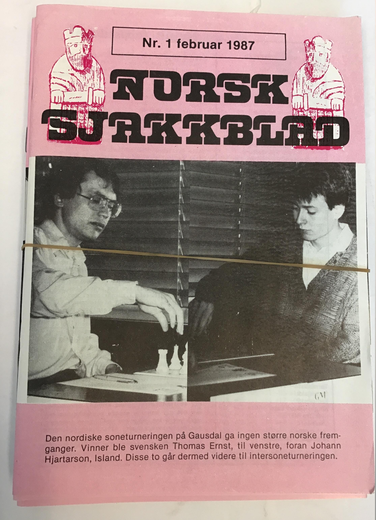 Nr. 1 februar 1987
NORSK
SJAKKBLAD
GM
Den nordiske soneturneringen på Gausdal ga ingen større norske frem-
ganger. Vinner ble svensken Thomas Ernst, til venstre, foran Johann
Hjartarson, Island. Disse to går dermed videre til intersoneturneringen.